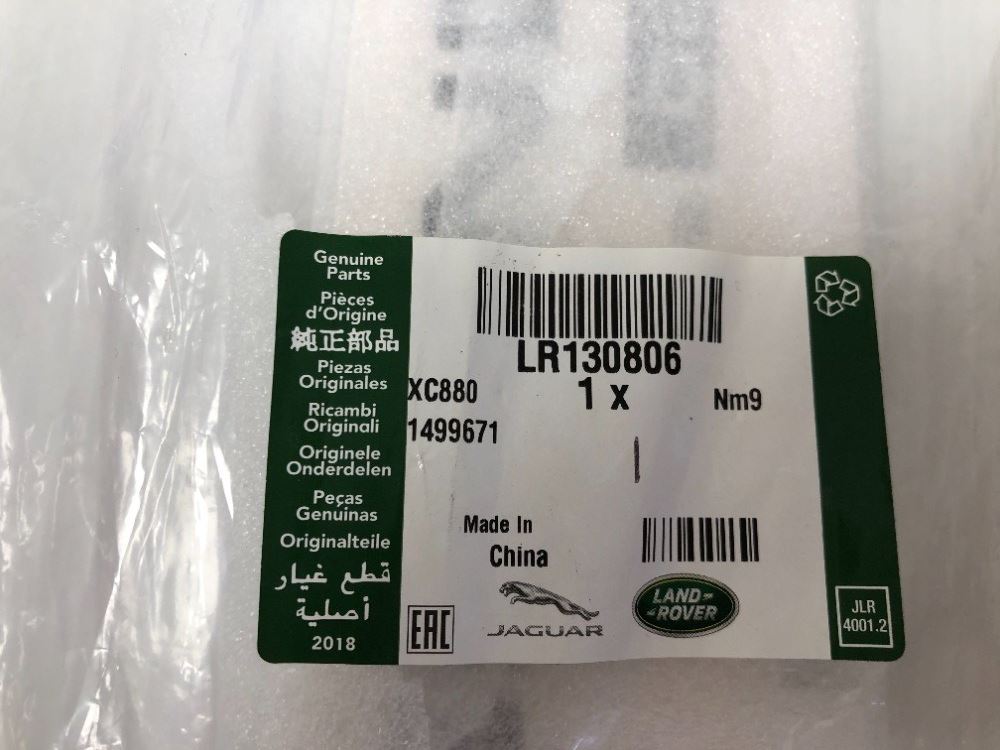 Genuine
Parts
Pièces
d'Origine
純正部品
Piezas
Originales
Ricambi
Originali
Originele
Onderdelen
Peças
Genuinas
Originalteile
قطع غيار
أصلية
2018
LR130806
XC880
1 x
Nm9
1499671
Made In
China
EAC
JAGUAR
LAND
ROVER
JLR
4001.2